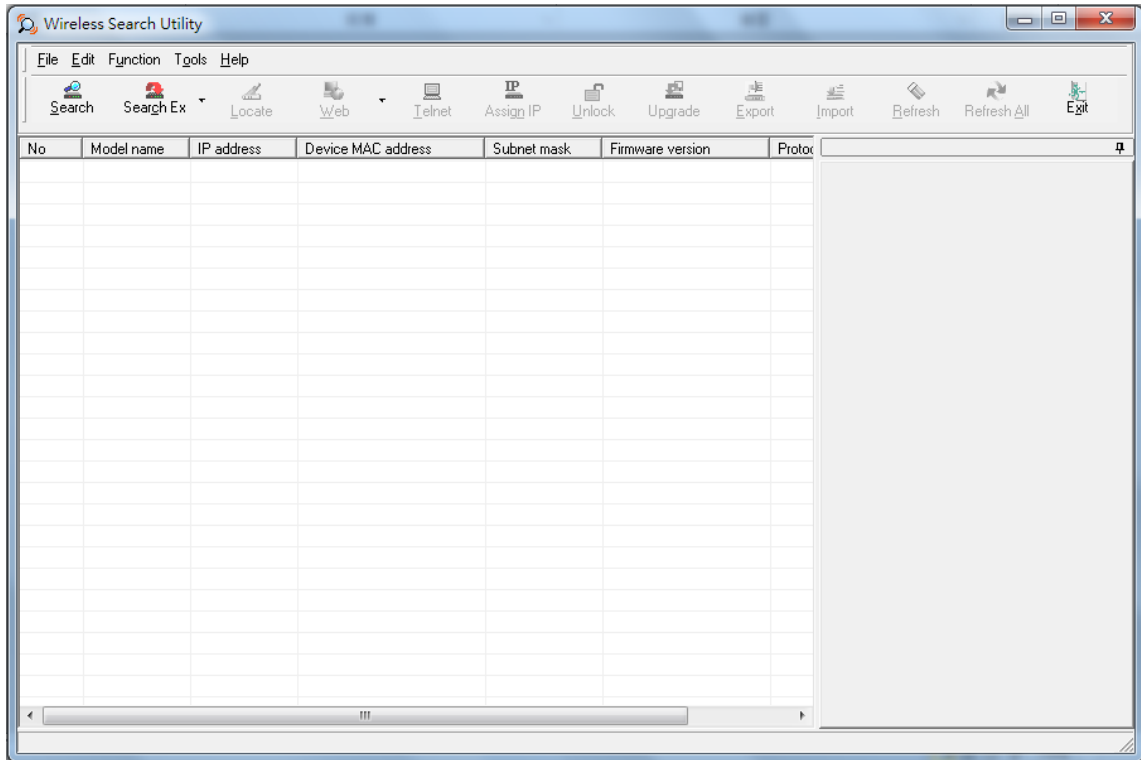 Wireless Search Utility
File Edit Function Tools Help
Search Search Ex Locate Web Telnet Assign IP Unlock Upgrade Export Import Refresh Refresh All Exit
No Model name IP address Device MAC address Subnet mask Firmware version Protoc